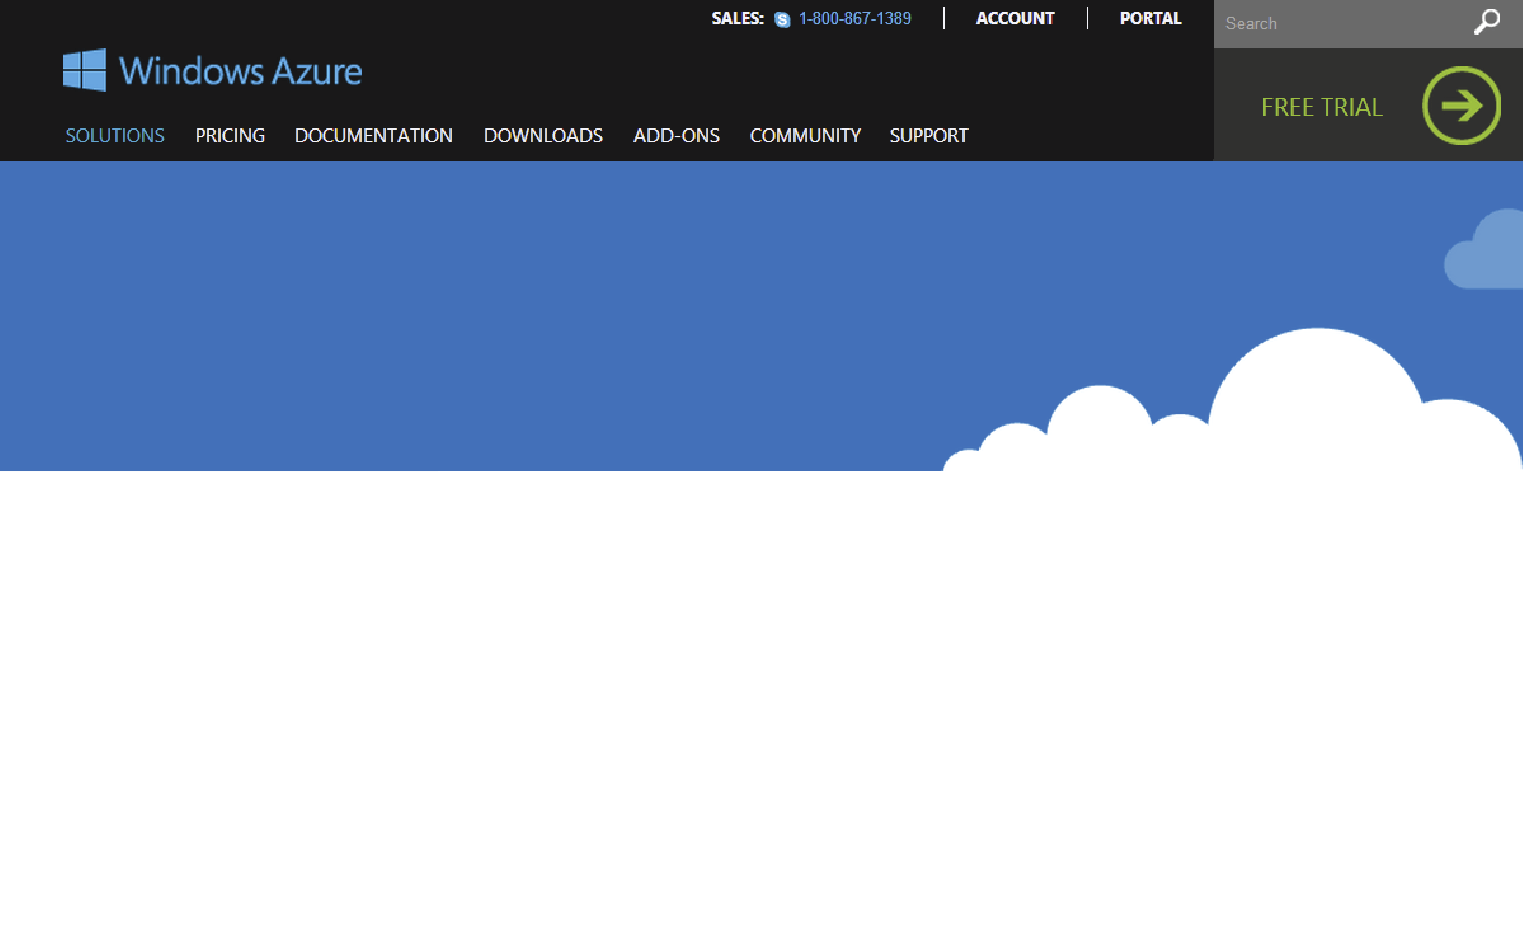 SALES: 1-800-867-1389 ACCOUNT PORTAL Search
Windows Azure
FREE TRIAL
SOLUTIONS PRICING DOCUMENTATION DOWNLOADS ADD-ONS COMMUNITY SUPPORT